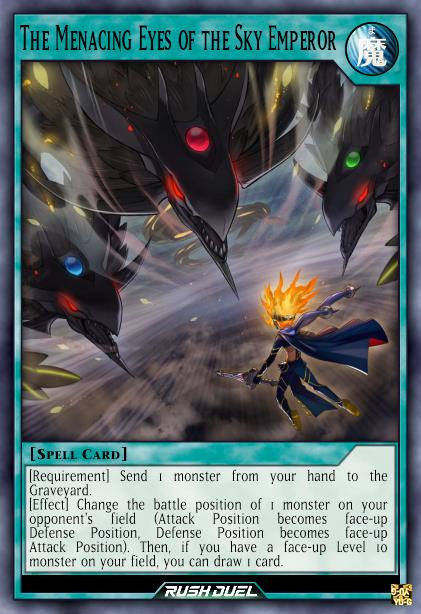 The Menacing Eyes of the Sky Emperor
ま
魔
[Spell Card]
[Requirement] Send 1 monster from your hand to the
Graveyard.
[Effect] Change the battle position of 1 monster on your
opponent's field (Attack Position becomes face-up
Defense Position, Defense Position becomes face-up
Attack Position). Then, if you have a face-up Level 10
monster on your field, you can draw 1 card.
RUSH DUEL